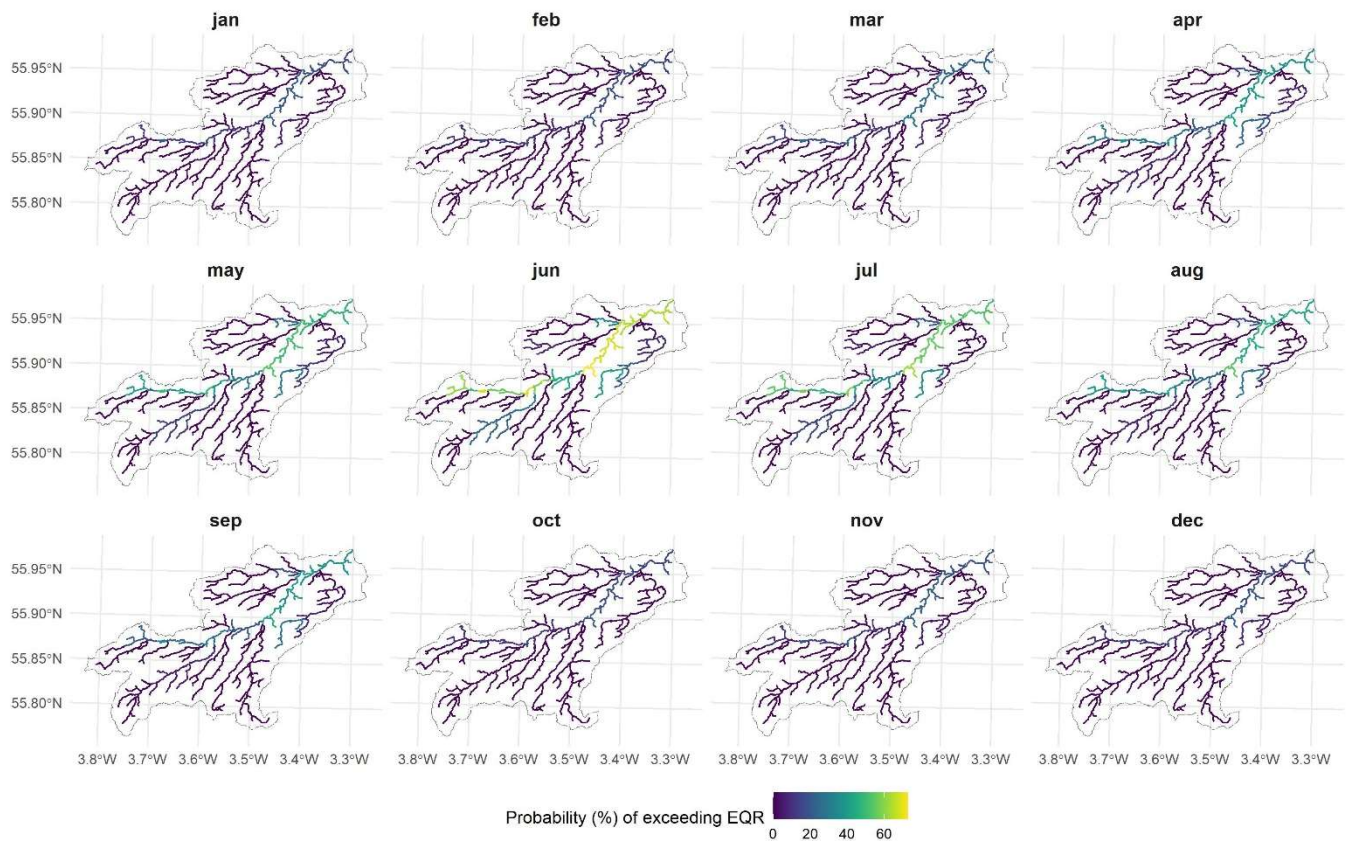 jan feb mar apr
55.95°N
55.90°N
55.85°N
55.80°N
may jun jul aug
55.95°N
55.90°N
55.85°N
55.80°N
sep oct nov dec
55.95°N
55.90°N
55.85°N
55.80°N
3.8°W 3.7°W 3.6°W 3.5°W 3.4°W 3.3°W 3.8°W 3.7°W 3.6°W 3.5°W 3.4°W 3.3°W 3.8°W 3.7°W 3.6°W 3.5°W 3.4°W 3.3°W 3.8°W 3.7°W 3.6°W 3.5°W 3.4°W 3.3°W
Probability (%) of exceeding EQR
0 20 40 60